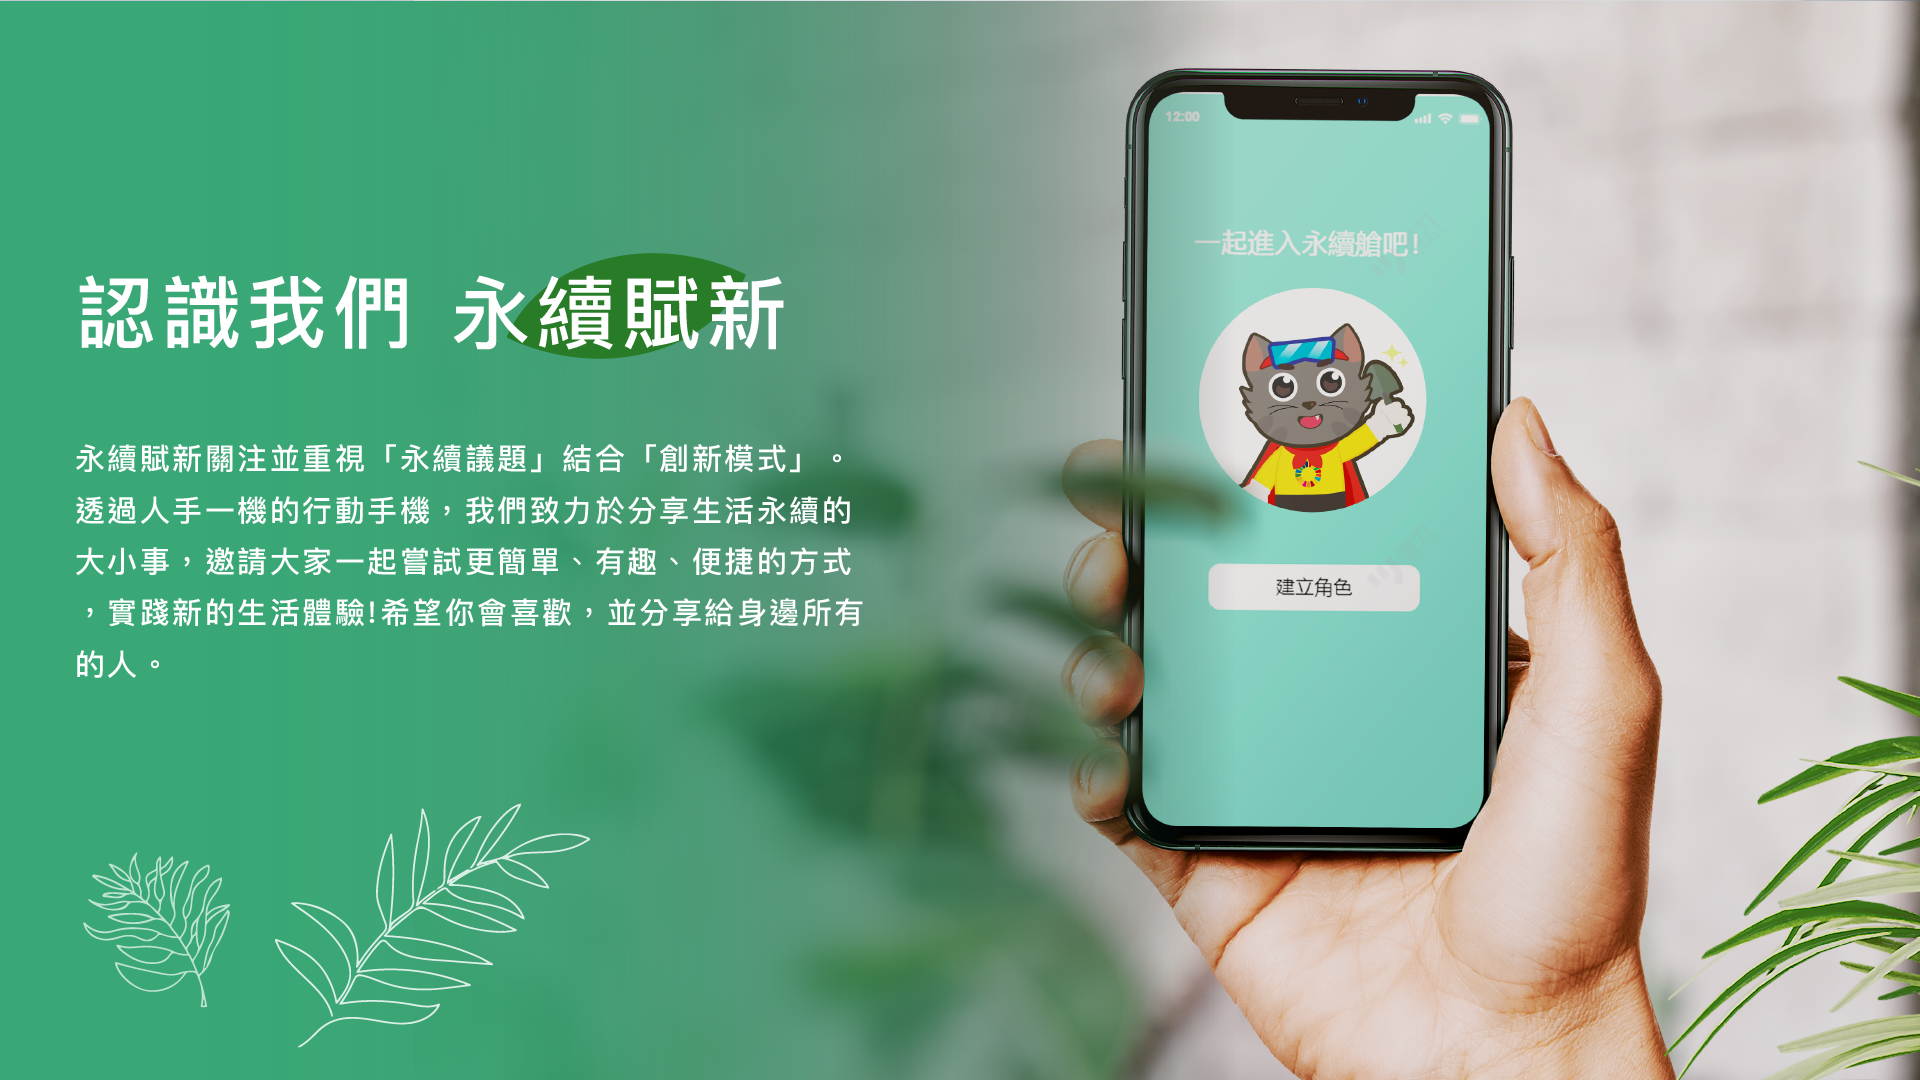 認識我們 永續賦新
永續賦新關注並重視「永續議題」結合「創新模式」。
透過人手一機的行動手機，我們致力於分享生活永續的
大小事，邀請大家一起嘗試更簡單、有趣、便捷的方式
，實踐新的生活體驗!希望你會喜歡，並分享給身邊所有
的人。
12:00
一起進入永續艙吧!
建立角色